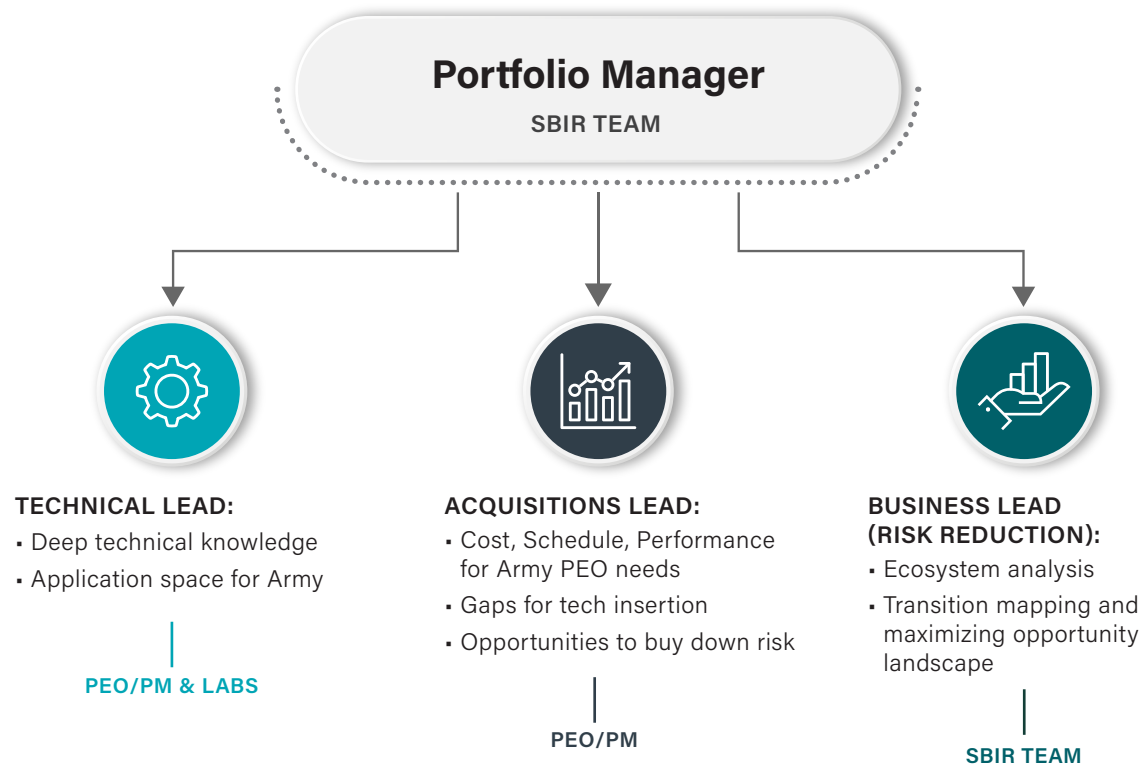 Portfolio Manager
SBIR TEAM
TECHNICAL LEAD:
▪ Deep technical knowledge
▪ Application space for Army
PEO/PM & LABS
ACQUISITIONS LEAD:
▪ Cost, Schedule, Performance
for Army PEO needs
▪ Gaps for tech insertion
▪ Opportunities to buy down risk
PEO/PM
BUSINESS LEAD
(RISK REDUCTION):
▪ Ecosystem analysis
▪ Transition mapping and
maximizing opportunity
landscape
SBIR TEAM